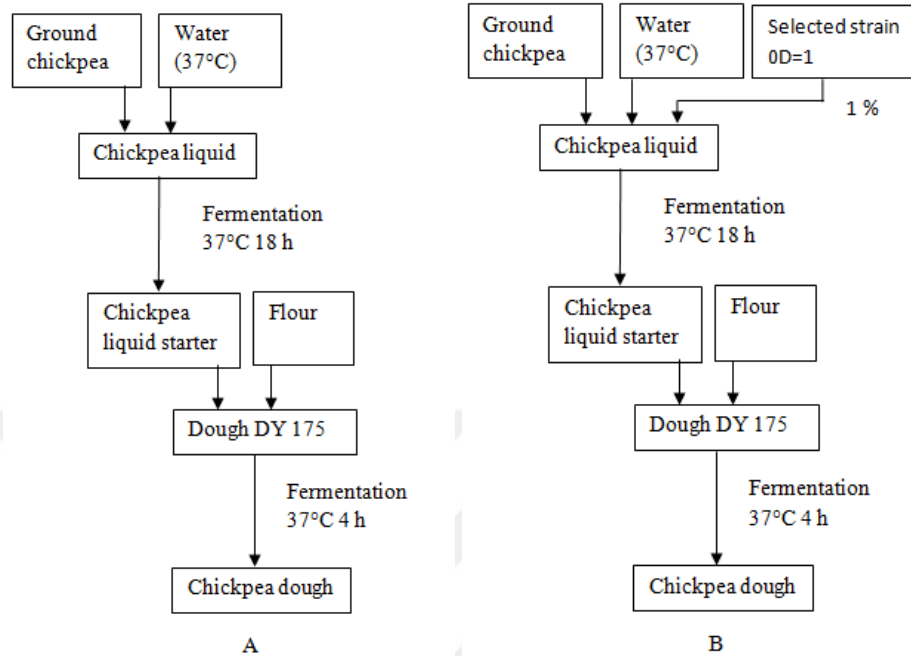 Ground
chickpea
Water
(37°C)
Chickpea liquid
Fermentation
37°C 18 h
Chickpea
liquid starter
Flour
Dough DY 175
Fermentation
37°C 4 h
Chickpea dough
A
Ground
chickpea
Water
(37°C)
Selected strain
0D=1
1 %
Chickpea liquid
Fermentation
37°C 18 h
Chickpea
liquid starter
Flour
Dough DY 175
Fermentation
37°C 4 h
Chickpea dough
B